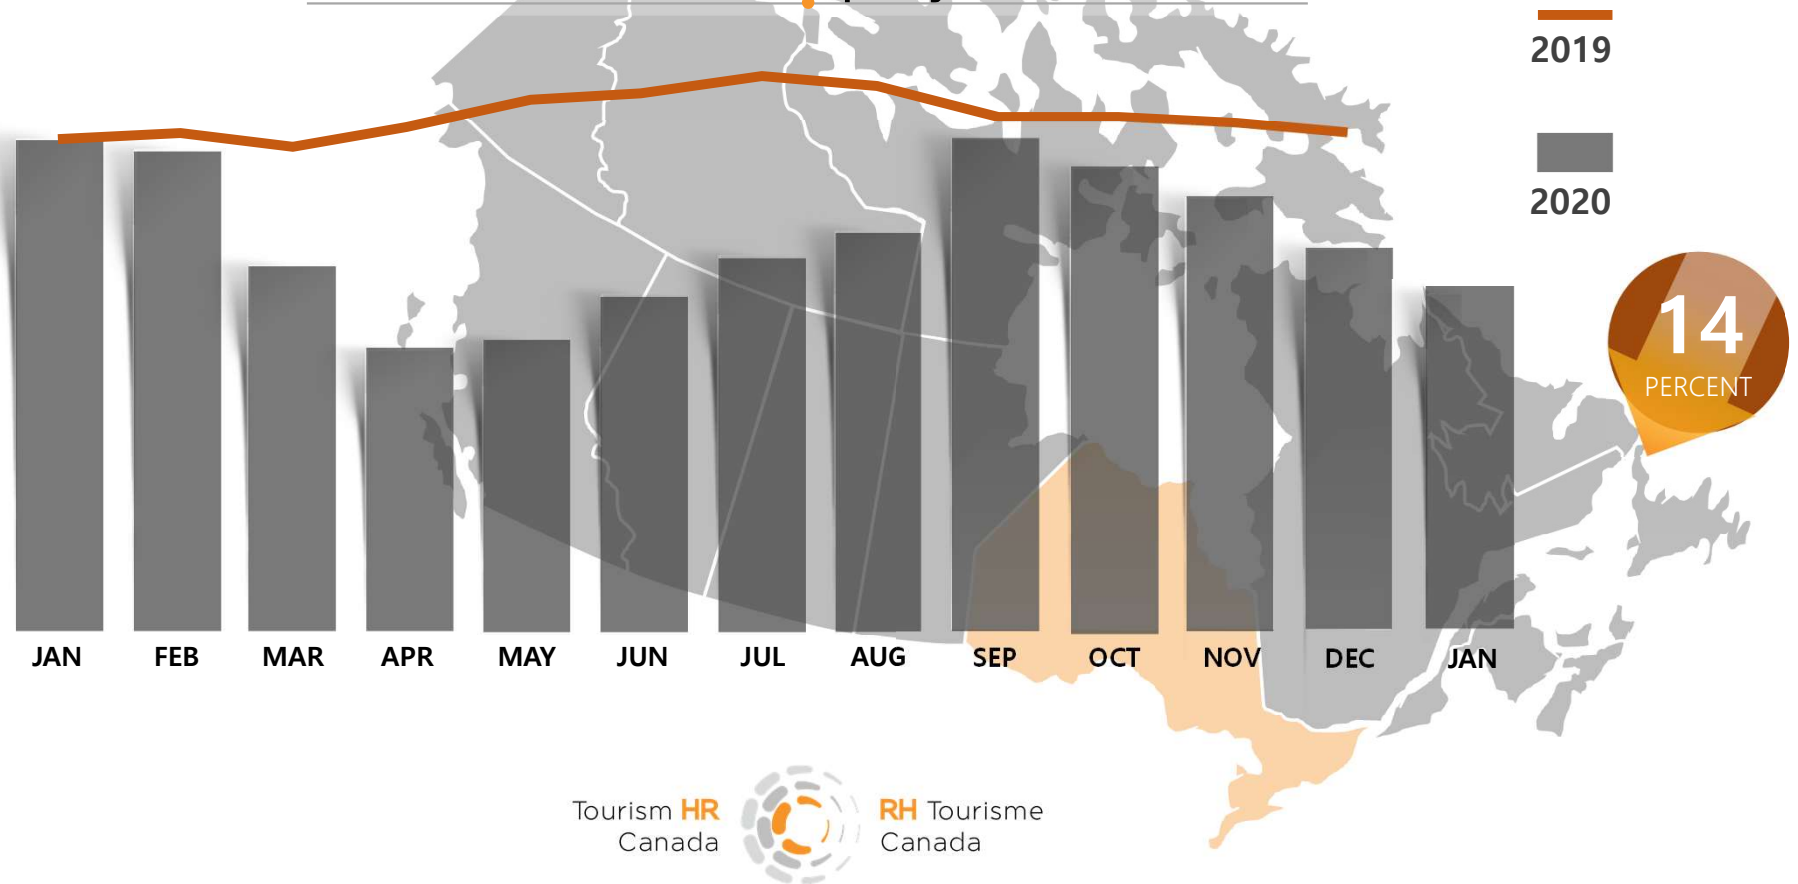 2019
2020
14
PERCENT
JAN FEB MAR APR MAY JUN JUL AUG SEP OCT NOV DEC JAN
Tourism HR
Canada
RH Tourisme
Canada